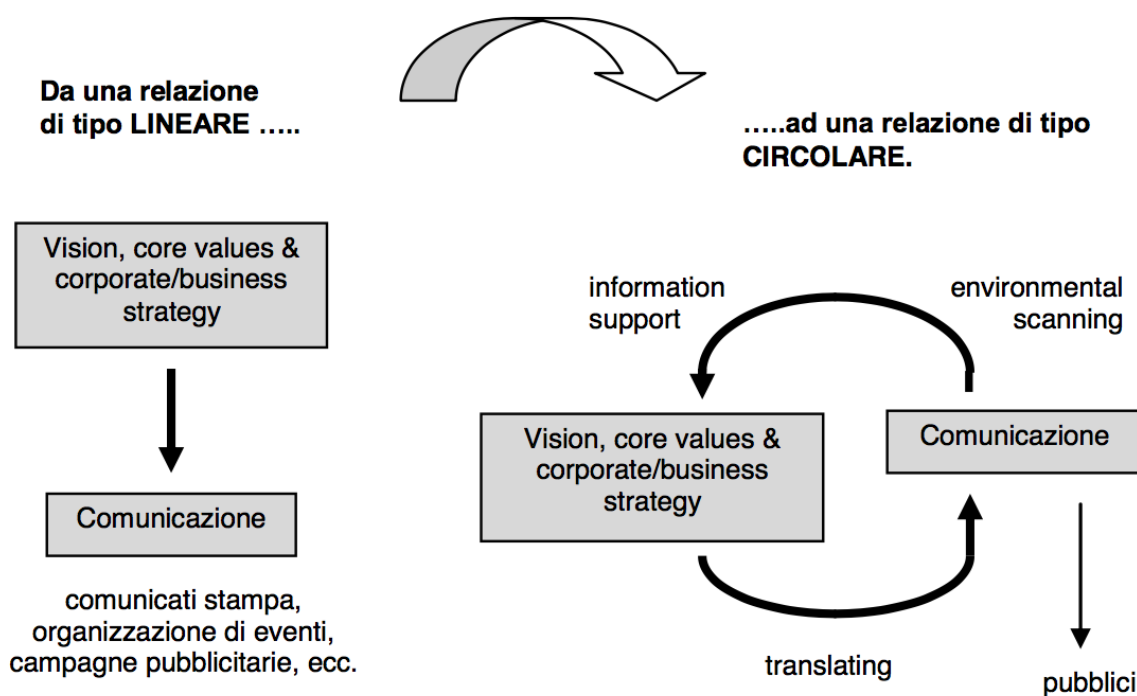 Da una relazione
di tipo LINEARE …..
…..ad una relazione di tipo
CIRCOLARE.
Vision, core values &
corporate/business
strategy
Comunicazione
comunicati stampa,
organizzazione di eventi,
campagne pubblicitarie, ecc.
information
support
environmental
scanning
Vision, core values &
corporate/business
strategy
Comunicazione
translating
pubblici